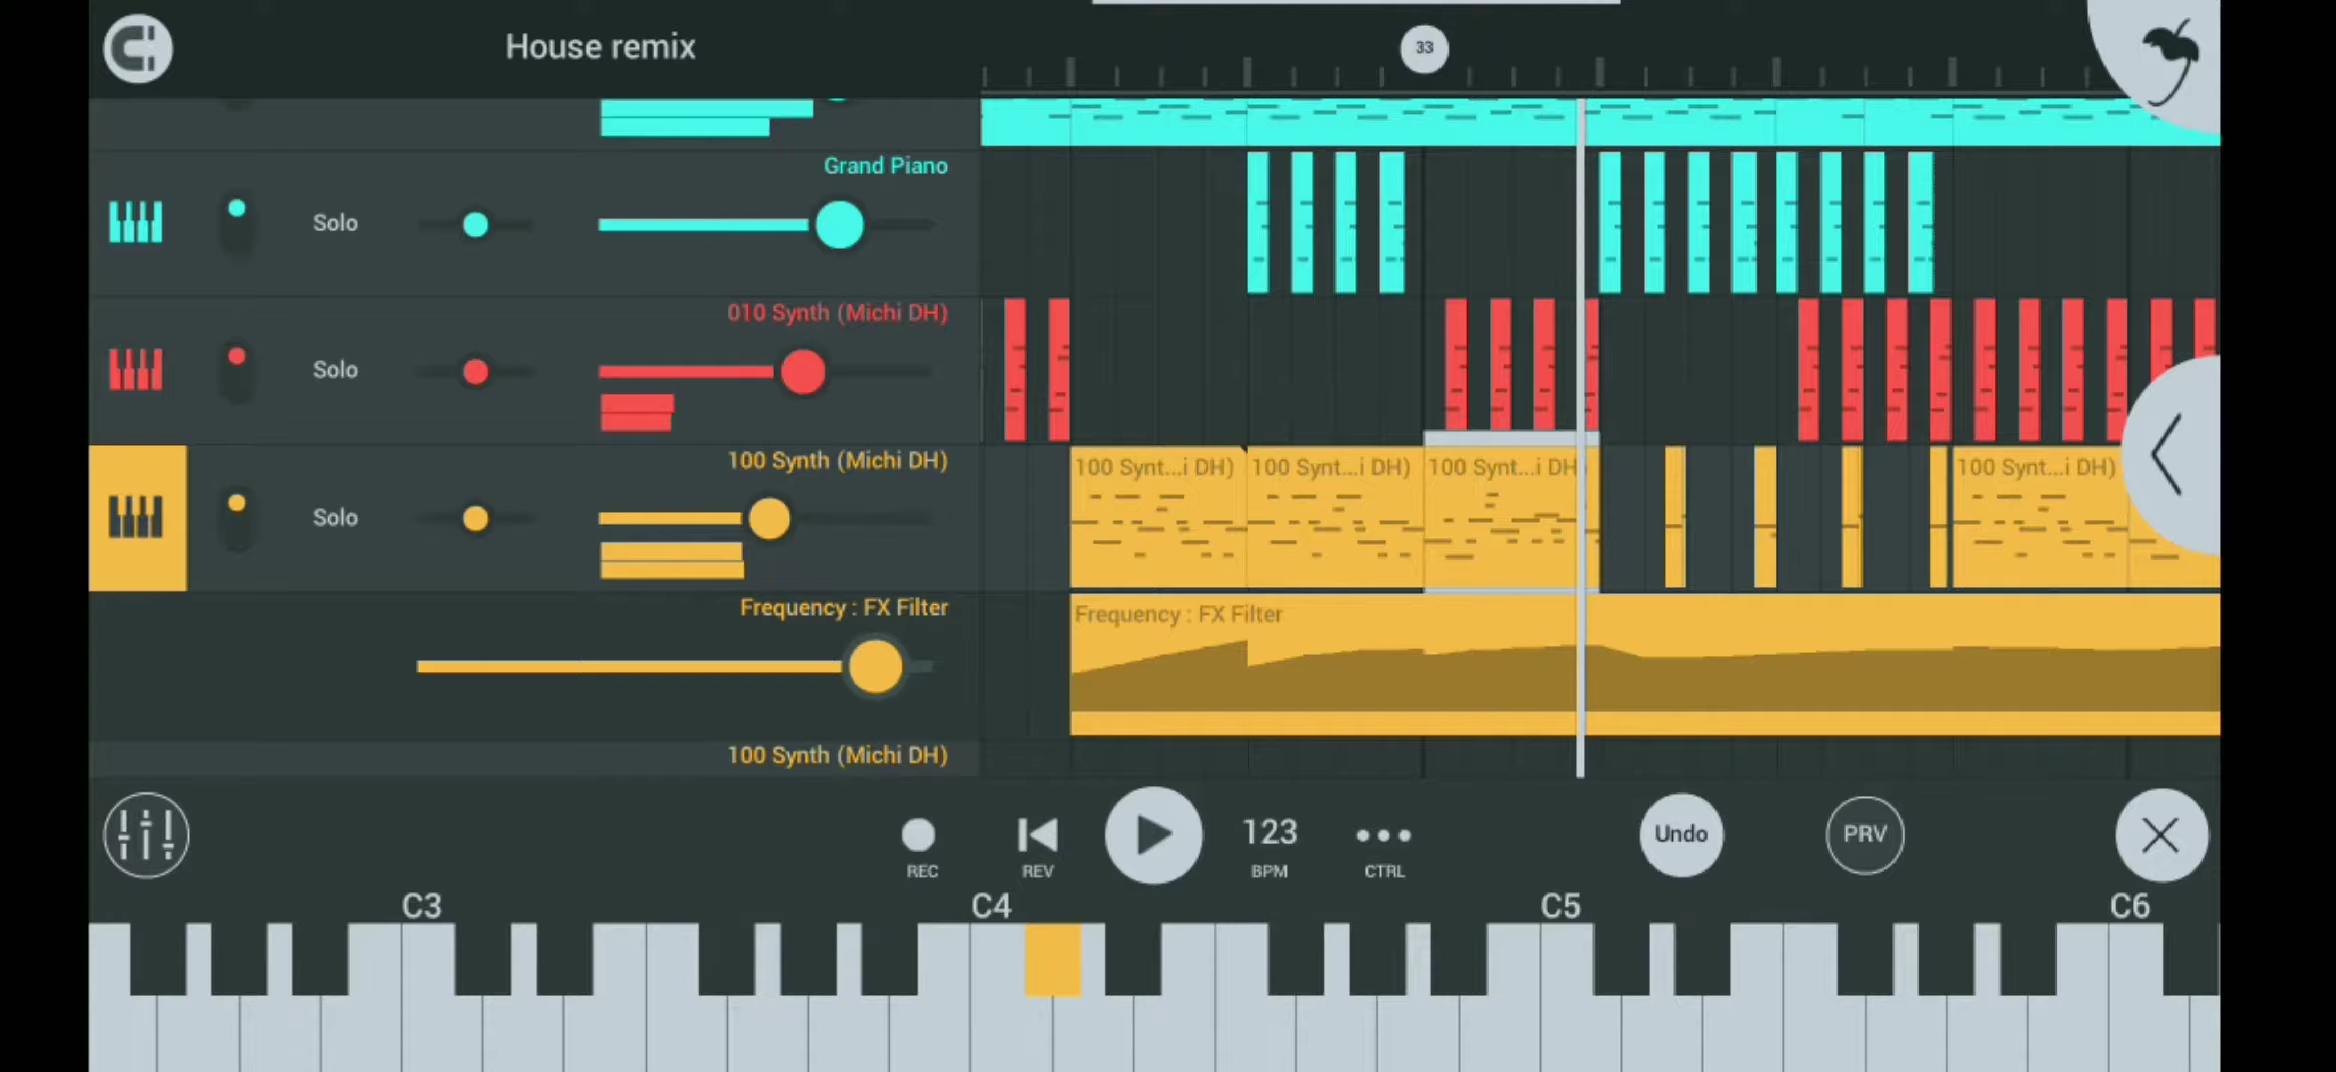 House remix
33
Grand Piano
Solo
010 Synth (Michi DH)
Solo
100 Synth (Michi DH)
Solo
100 Synt...i DH) 100 Synt...i DH) 100 Synt...i DH 100 Synt...i DH)
Frequency : FX Filter
Frequency : FX Filter
100 Synth (Michi DH)
123
Undo
PRV
REC
REV
BPM
CTRL
C3 C4 C5 C6